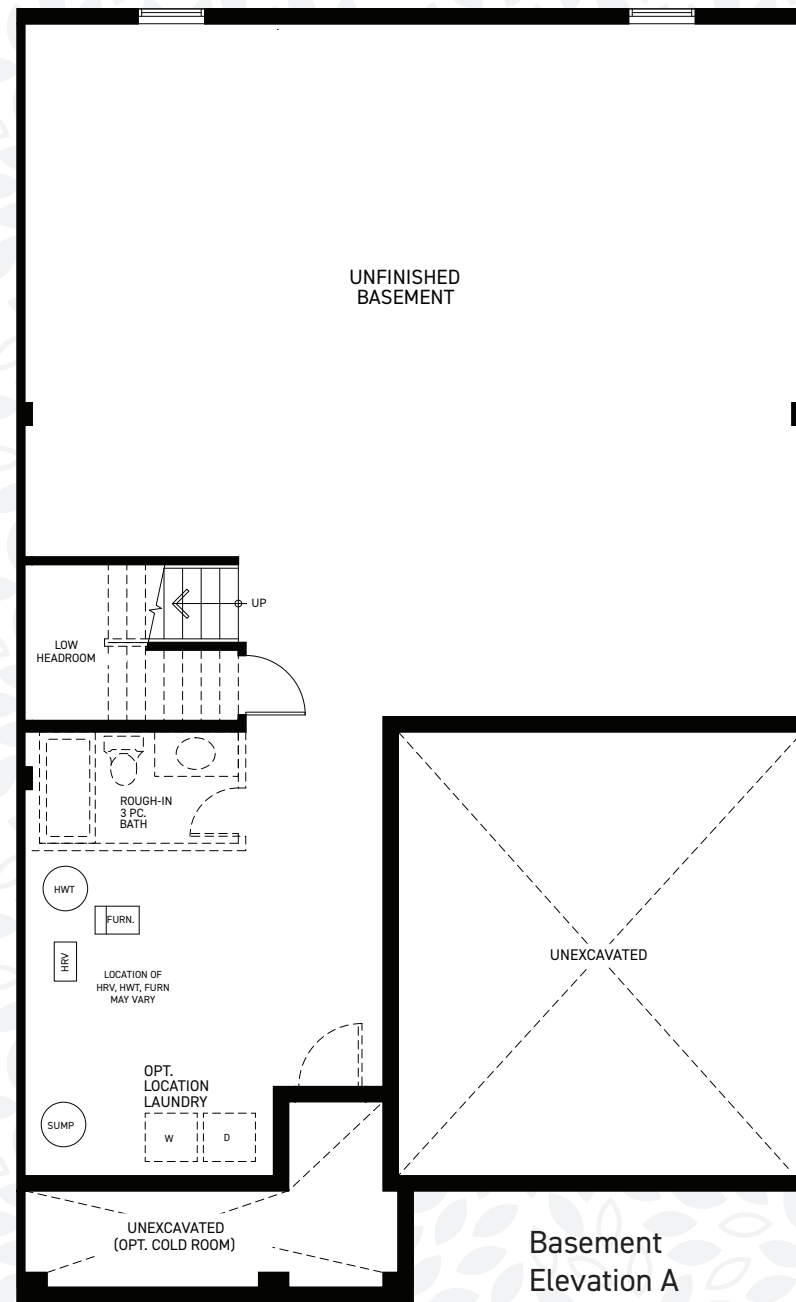 UNFINISHED
BASEMENT
UP
LOW
HEADROOM
ROUGH-IN
3 PC.
BATH
HWT
FURN.
HRV
LOCATION OF
HRV, HWT, FURN
MAY VARY
UNEXCAVATED
OPT.
LOCATION
LAUNDRY
SUMP
W
D
UNEXCAVATED
(OPT. COLD ROOM)
Basement
Elevation A